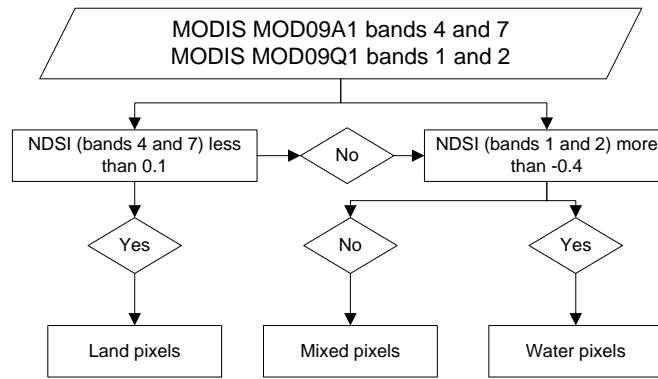 MODIS MOD09A1 bands 4 and 7
MODIS MOD09Q1 bands 1 and 2
NDSI (bands 4 and 7) less
than 0.1
No
NDSI (bands 1 and 2) more
than -0.4
Yes
No
Yes
Land pixels
Mixed pixels
Water pixels